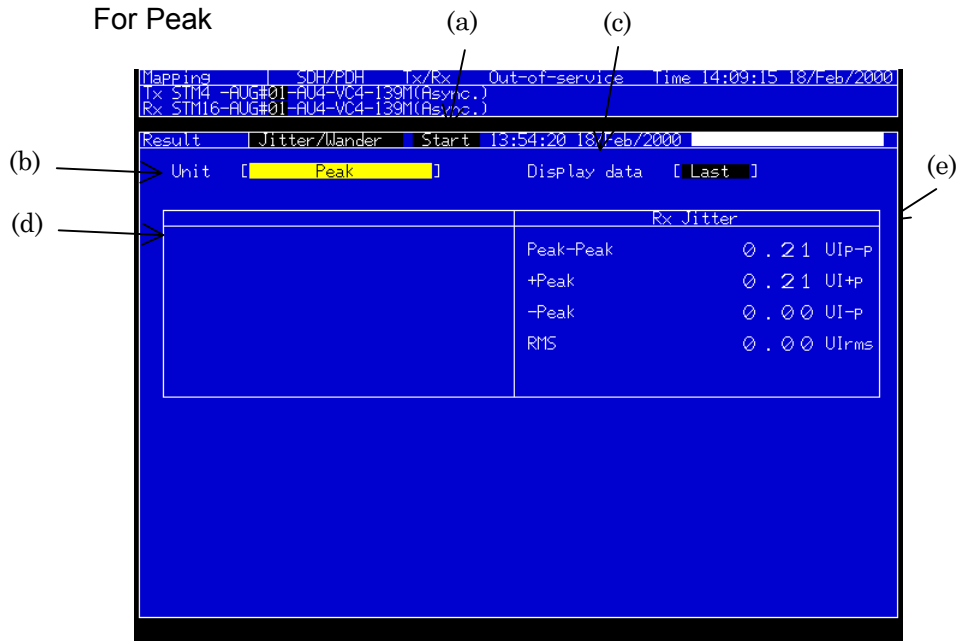 For Peak
(a) (c)
Mapping | SDH/PDH Tx/Rx Out-of-service Time 14:09:15 18/Feb/2000
Tx STM4 -AUG#01-AU4-VC4-139M(Async.)
Rx STM16-AUG#01-AU4-VC4-139M(Async.)
Result Jitter/Wander Start 13:54:20 18/Feb/2000
(b) Unit [ Peak ] Display data [ Last ] (e)
(d) Rx Jitter
Peak-Peak 0.21 UIp-p
+Peak 0.21 UI+p
-Peak 0.00 UI-p
RMS 0.00 UIrms